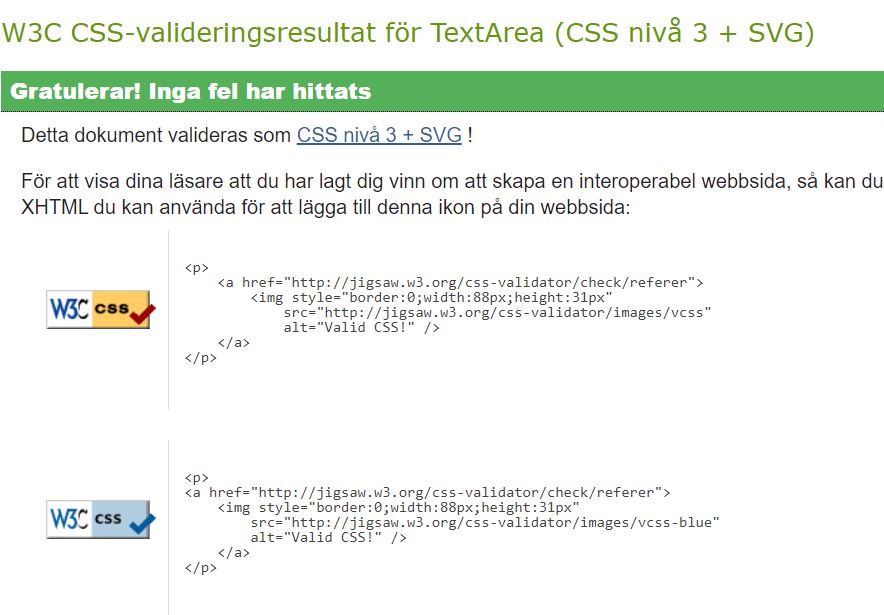 W3C CSS-valideringsresultat för TextArea (CSS nivå 3 + SVG)
Gratulerar! Inga fel har hittats
Detta dokument valideras som CSS nivå 3 + SVG !
För att visa dina läsare att du har lagt dig vinn om att skapa en interoperabel webbsida, så kan du
XHTML du kan använda för att lägga till denna ikon på din webbsida:
<p>
<a href="http://jigsaw.w3.org/css-validator/check/referer">
<img style="border:0;width:88px;height:31px"
W3C css
src="http://jigsaw.w3.org/css-validator/images/vcss"
alt="Valid CSS!" />
</a>
</p>
<p>
<a href="http://jigsaw.w3.org/css-validator/check/referer">
<img style="border:0;width:88px;height:31px"
W3C css
src="http://jigsaw.w3.org/css-validator/images/vcss-blue"
alt="Valid CSS!" />
</a>
</p>